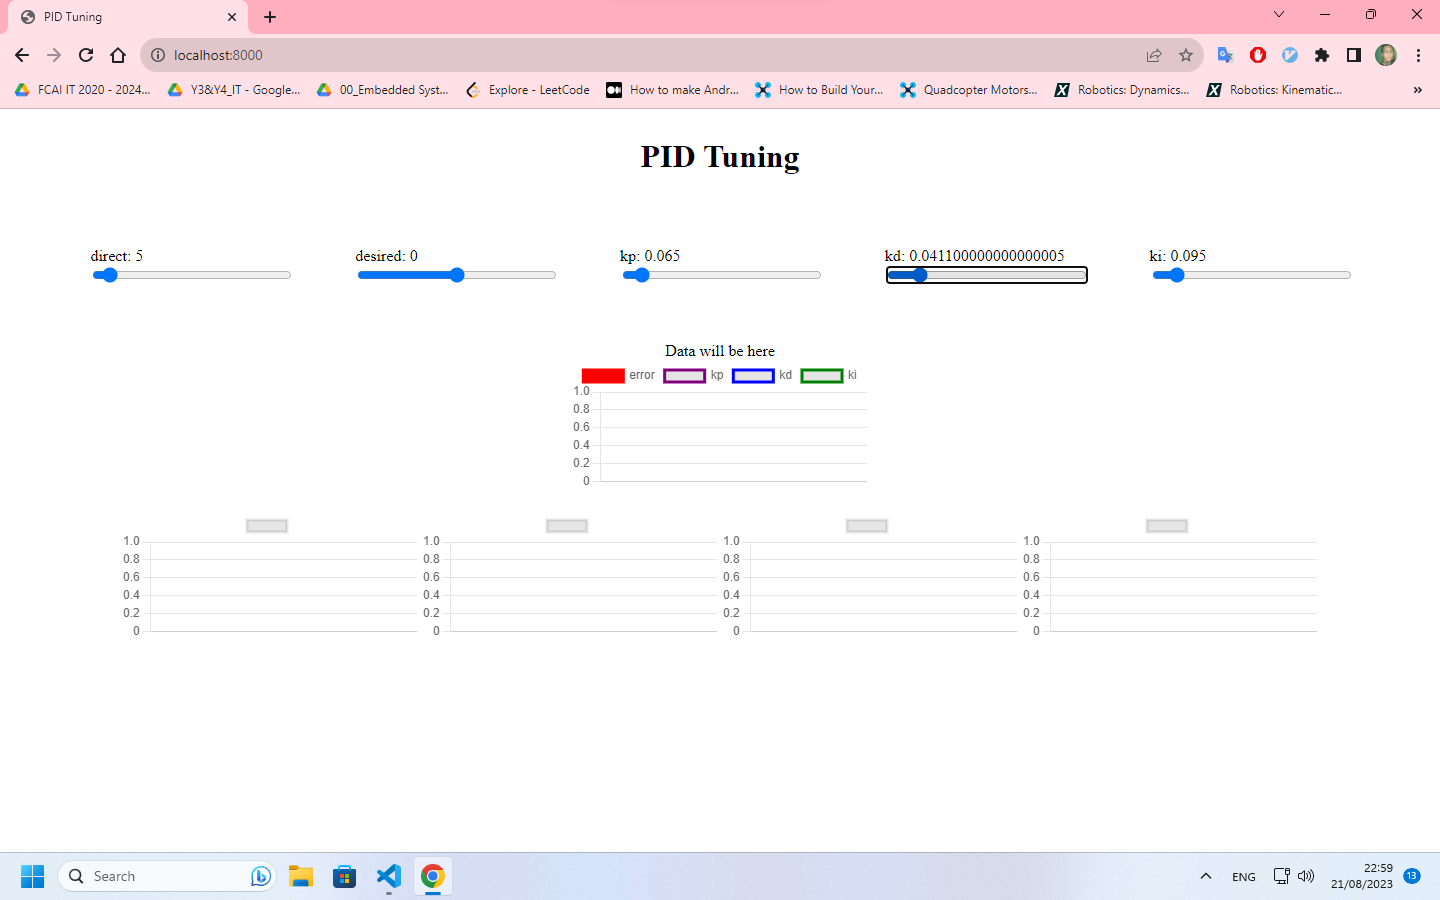 PID Tuning
localhost:8000
FCAI IT 2020 - 2024... Y3&Y4_IT - Google... 00_Embedded Syst... Explore - LeetCode How to make Andr... How to Build Your... Quadcopter Motors... Robotics: Dynamics... Robotics: Kinematic... »
PID Tuning
direct: 5 desired: 0 kp: 0.065 kd: 0.041100000000000005 ki: 0.095
Data will be here
error kp kd ki
1.0
0.8
0.6
0.4
0.2
0
1.0 1.0 1.0 1.0
0.8 0.8 0.8 0.8
0.6 0.6 0.6 0.6
0.4 0.4 0.4 0.4
0.2 0.2 0.2 0.2
0 0 0 0
Search ENG 22:59 13
21/08/2023